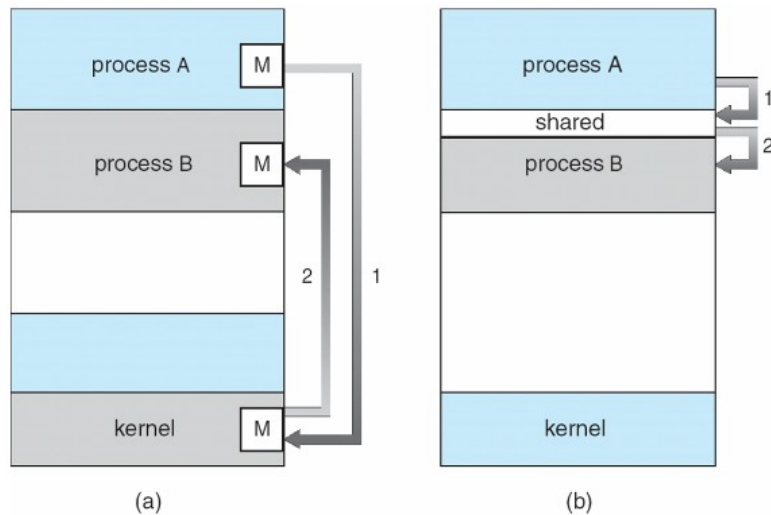 process A M
process B M
2 1
kernel M
(a)
process A
1
shared
2
process B
kernel
(b)